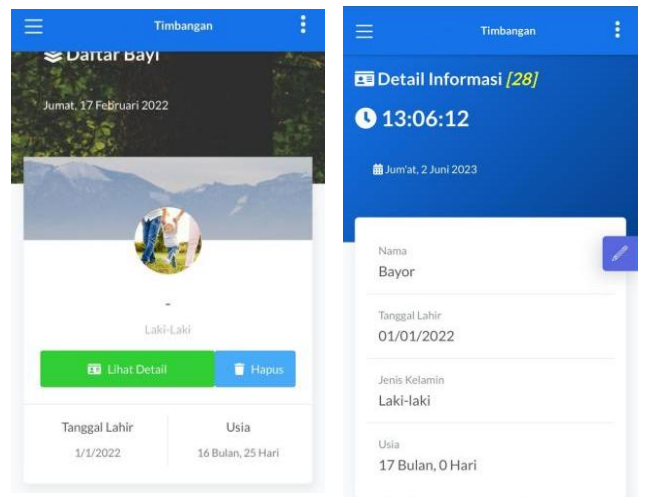 Timbangan
Daftar Bayi
Jumat, 17 Februari 2022
-
Laki-Laki
Lihat Detail
Hapus
Tanggal Lahir
Usia
1/1/2022
16 Bulan, 25 Hari
Timbangan
Detail Informasi [28]
13:06:12
Jum'at, 2 Juni 2023
Nama
Bayor
Tanggal Lahir
01/01/2022
Jenis Kelamin
Laki-laki
Usia
17 Bulan, 0 Hari